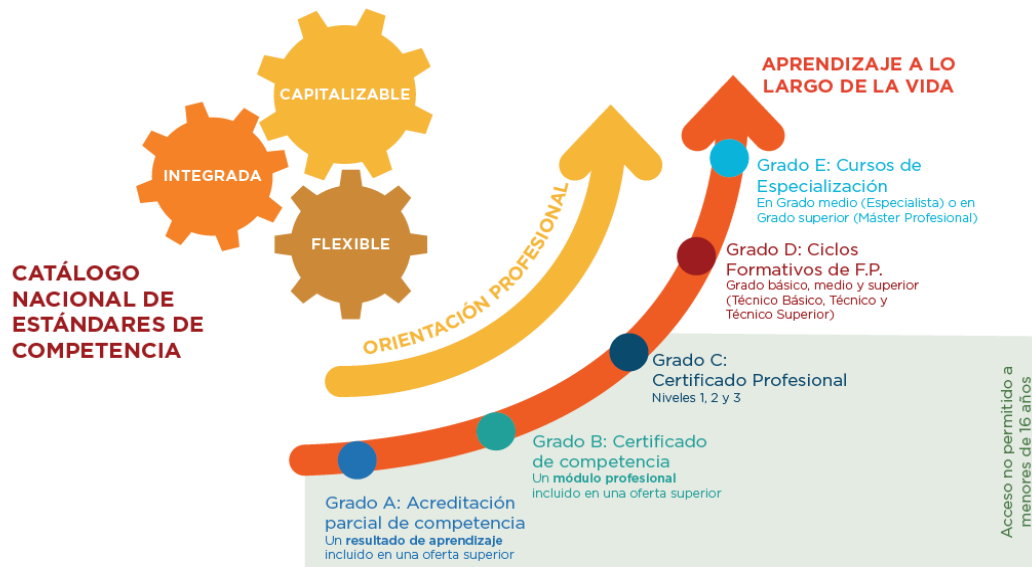 CAPITALIZABLE
INTEGRADA
FLEXIBLE
CATÁLOGO
NACIONAL DE
ESTÁNDARES DE
COMPETENCIA
ORIENTACIÓN PROFESIONAL
APRENDIZAJE A LO
LARGO DE LA VIDA
Grado E: Cursos de
Especialización
En Grado medio (Especialista) o en
Grado superior (Máster Profesional)
Grado D: Ciclos
Formativos de F.P.
Grado básico, medio y superior
(Técnico Básico, Técnico y
Técnico Superior)
Grado C:
Certificado Profesional
Niveles 1, 2 y 3
Grado B: Certificado
de competencia
Un módulo profesional
incluido en una oferta superior
Grado A: Acreditación
parcial de competencia
Un resultado de aprendizaje
incluido en una oferta superior
Acceso no permitido a
menores de 16 años